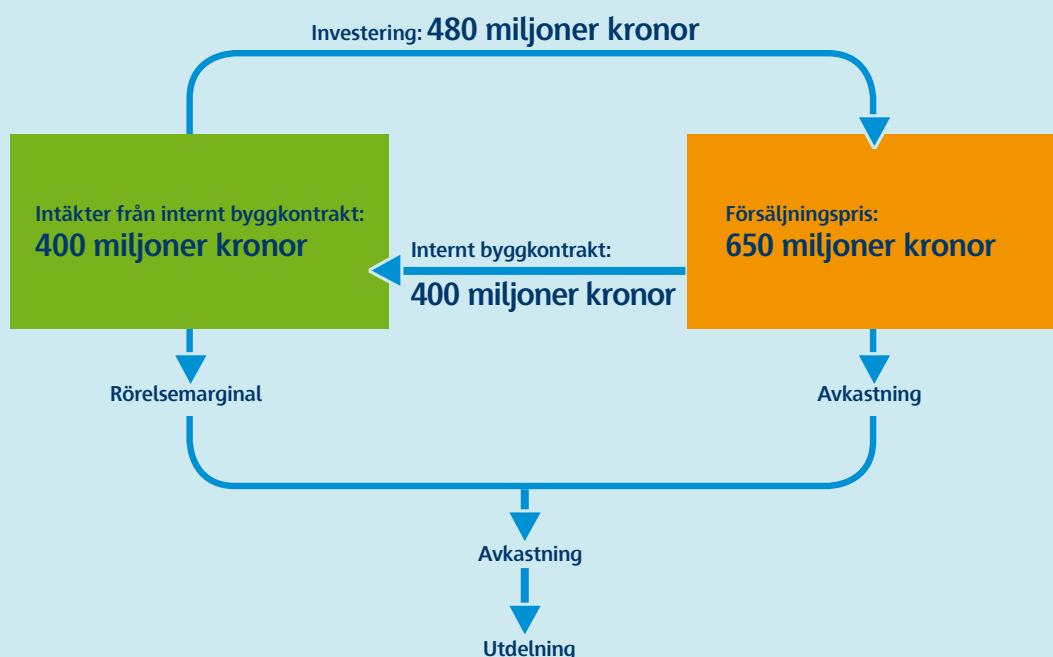 Investering: 480 miljoner kronor
Intäkter från internt byggkontrakt:
400 miljoner kronor
Internt byggkontrakt:
400 miljoner kronor
Försäljningspris:
650 miljoner kronor
Rörelsemarginal
Avkastning
Avkastning
Utdelning